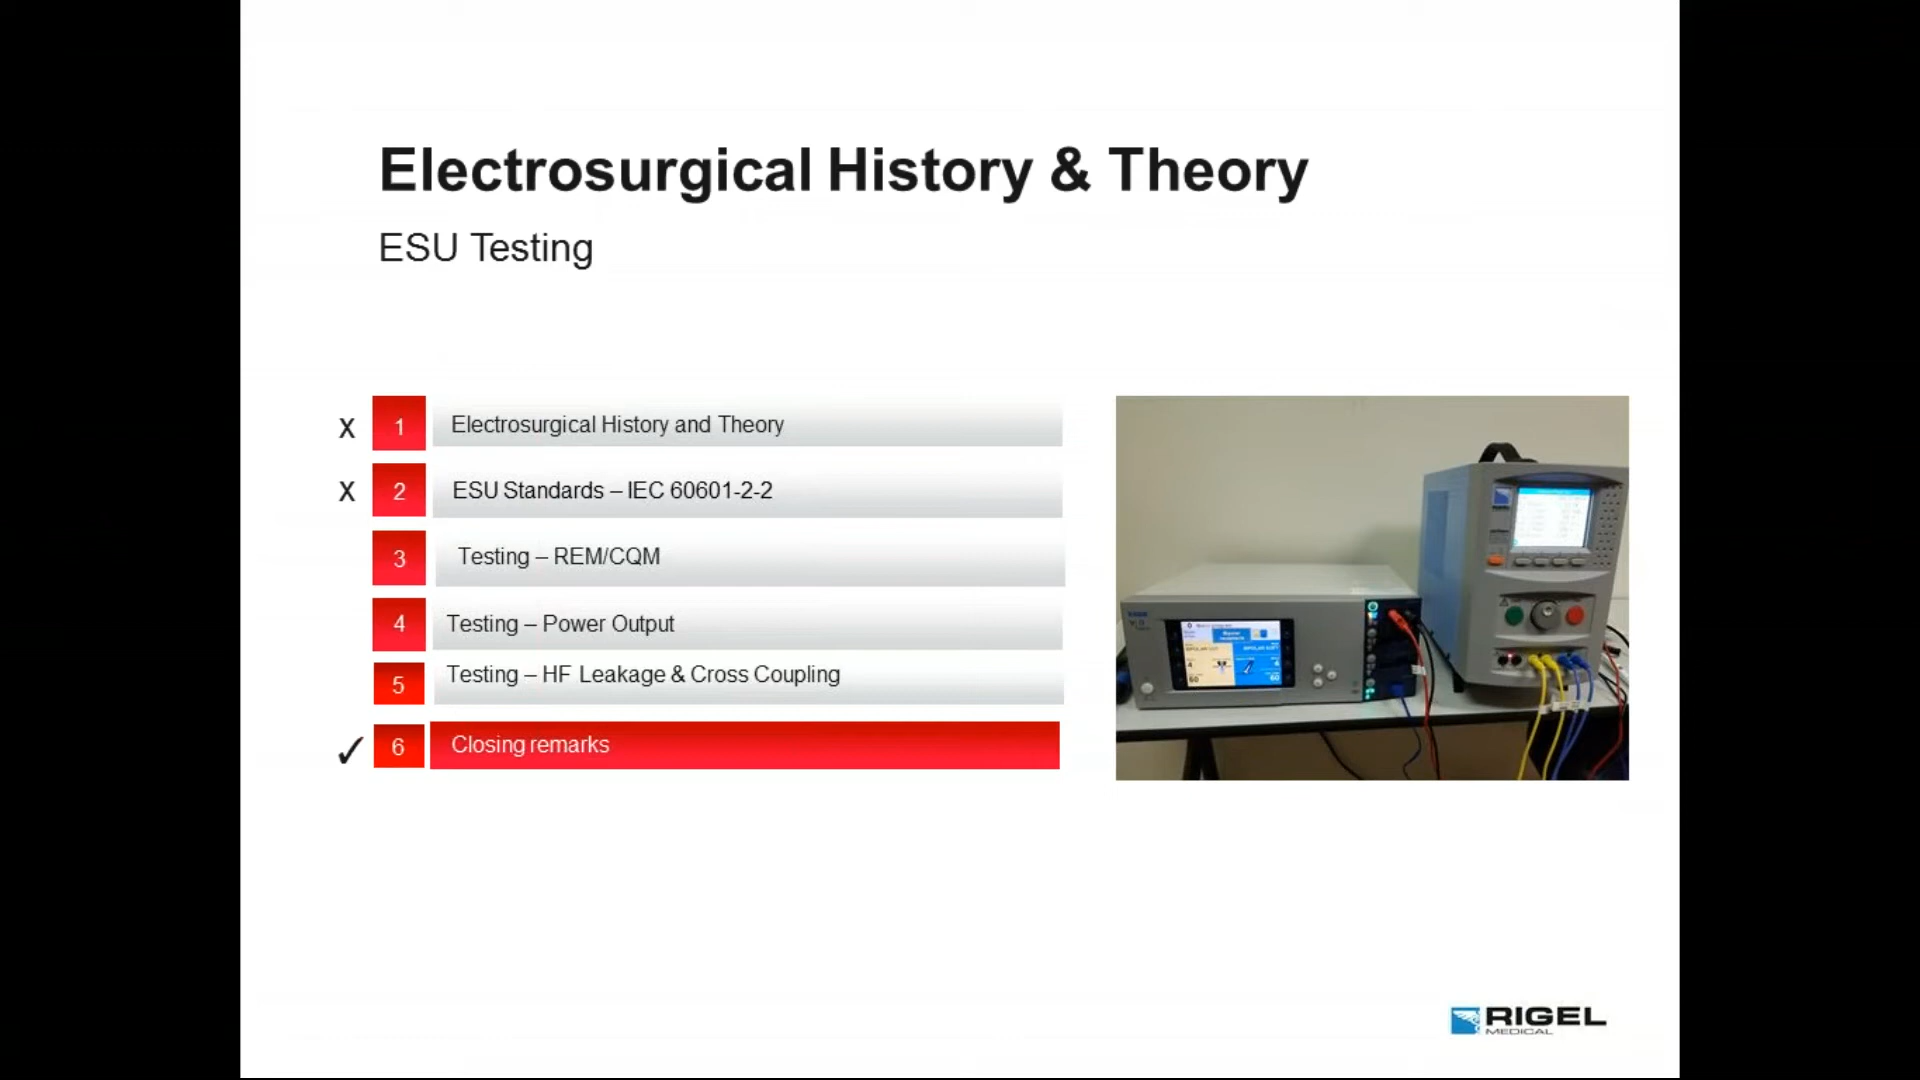 Electrosurgical History & Theory
ESU Testing
X 1 Electrosurgical History and Theory
X 2 ESU Standards – IEC 60601-2-2
3 Testing – REM/CQM
4 Testing – Power Output
5 Testing – HF Leakage & Cross Coupling
✓ 6 Closing remarks
RIGEL
MEDICAL